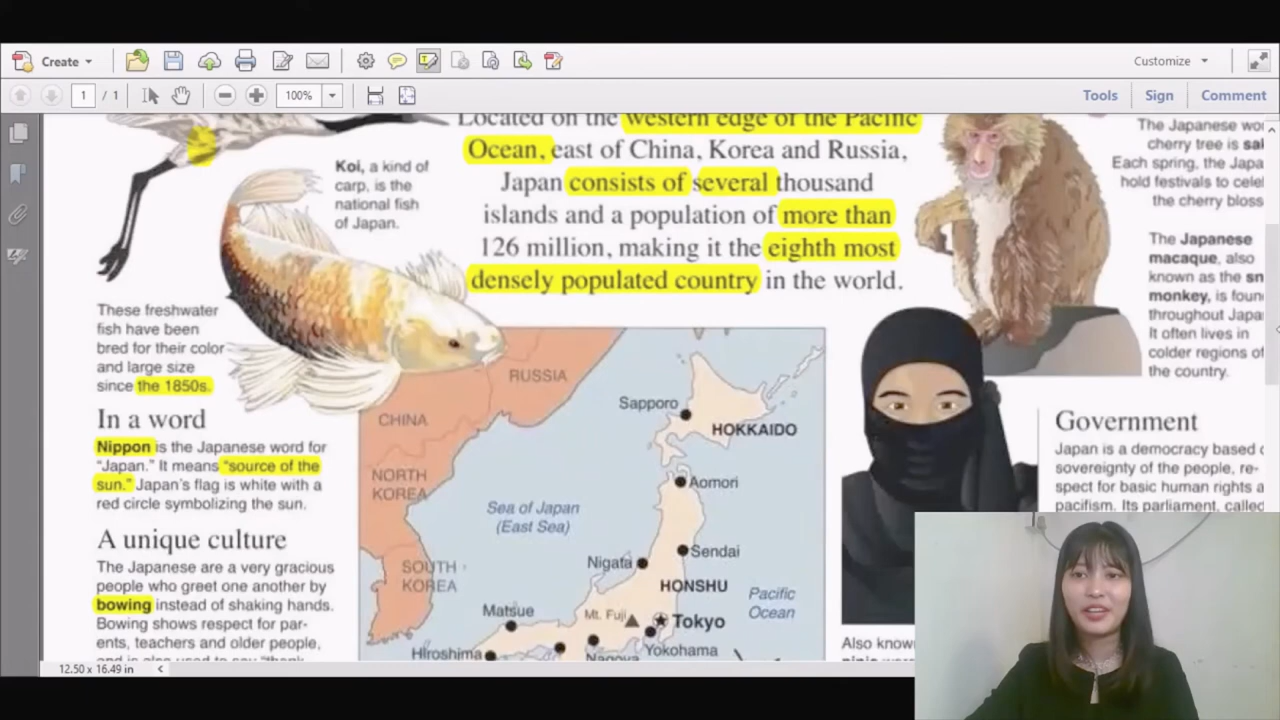 Create
Customize
1 / 1
100%
Tools
Sign
Comment
Located on the western edge of the Pacific
Ocean, east of China, Korea and Russia,
Japan consists of several thousand
islands and a population of more than
126 million, making it the eighth most
densely populated country in the world.
Koi, a kind of
carp, is the
national fish
of Japan.
These freshwater
fish have been
bred for their color
and large size
since the 1850s.
In a word
Nippon is the Japanese word for
“Japan.” It means “source of the
sun.” Japan’s flag is white with a
red circle symbolizing the sun.
A unique culture
The Japanese are a very gracious
people who greet one another by
bowing instead of shaking hands.
Bowing shows respect for par-
ents, teachers and older people,
and is also used to say “thank
RUSSIA
CHINA
NORTH
KOREA
SOUTH
KOREA
Sea of Japan
(East Sea)
Sapporo
HOKKAIDO
Aomori
Sendai
Nigata
HONSHU
Pacific
Ocean
Matsue
Mt. Fuji
Tokyo
Yokohama
Hiroshima
Nagoya
The Japanese
cherry tree is
Each spring, the
hold festivals to
the cherry
The Japanese
macaque, also
known as the
monkey, is
throughout
It often lives in
colder regions of
the country.
Government
Japan is a democracy based
sovereignty of the people, re-
spect for basic human rights
pacifism. Its parliament, called
Also known
12.50 x 16.49 in